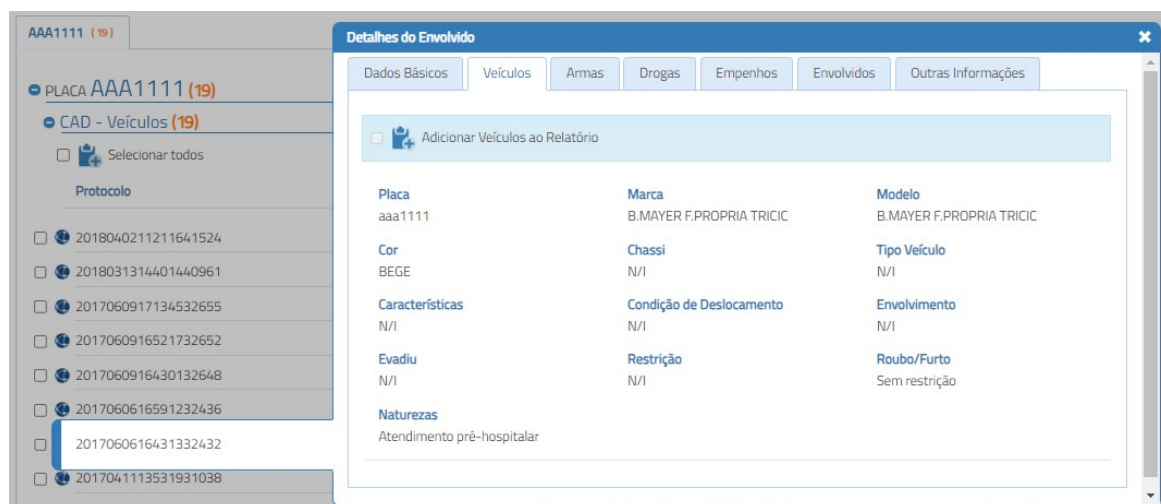 AAA1111 (19)
PLACA AAA1111 (19)
CAD - Veículos (19)
Selecionar todos
Protocolo
2018040211211641524
2018031314401440961
2017060917134532655
2017060916521732652
2017060916430132648
2017060616591232436
2017060616431332432
2017041113531931038
Detalhes do Envolvido
Dados Básicos Veículos Armas Drogas Empenhos Envolvidos Outras Informações
Adicionar Veículos ao Relatório
Placa Marca Modelo
aaa1111 B.MAYER F.PROPRIA TRICIC B.MAYER F.PROPRIA TRICIC
Cor Chassi Tipo Veículo
BEGE N/I N/I
Características Condição de Deslocamento Envolvimento
N/I N/I N/I
Evadiu Restrição Roubo/Furto
N/I N/I Sem restrição
Naturezas
Atendimento pré-hospitalar